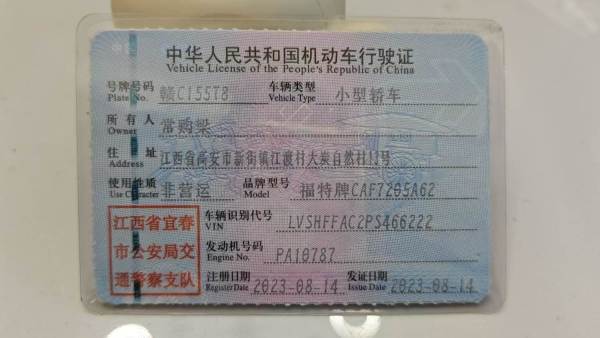 中华人民共和国机动车行驶证
Vehicle License of the People's Republic of China
号牌号码 赣C155T8 车辆类型 小型轿车
Plate No. Vehicle Type
所有人 常购梁
Owner
住址 江西省高安市新街镇江渡村大炭自然村11号
Address
使用性质 非营运 品牌型号 福特牌CAF7205A62
Use Character Model
江西省宜春 车辆识别代号 LVSHFFAC2PS466222
VIN
市公安局交 发动机号码 PA10787
Engine No.
通警察支队 注册日期 2023-08-14 发证日期 2023-08-14
Register Date Issue Date